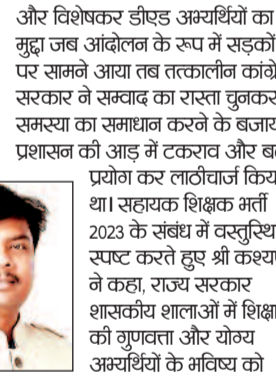 और विशेषकर डीएड अभ्यर्थियों का
मुद्दा जब आंदोलन के रूप में सड़कों
पर सामने आया तब तत्कालीन
सरकार ने सम्वाद का रास्ता चुनकर
समस्या का समाधान करने के बजाय
प्रशासन की आड़ में टकराव और
प्रयोग कर लाठीचार्ज
था। सहायक शिक्षक भर्ती
2023 के संबंध में
स्पष्ट करते हुए श्री
ने कहा, राज्य सरकार
शासकीय शालाओं में शिक्षा
की गुणवत्ता और योग्य
अभ्यर्थियों के भविष्य को